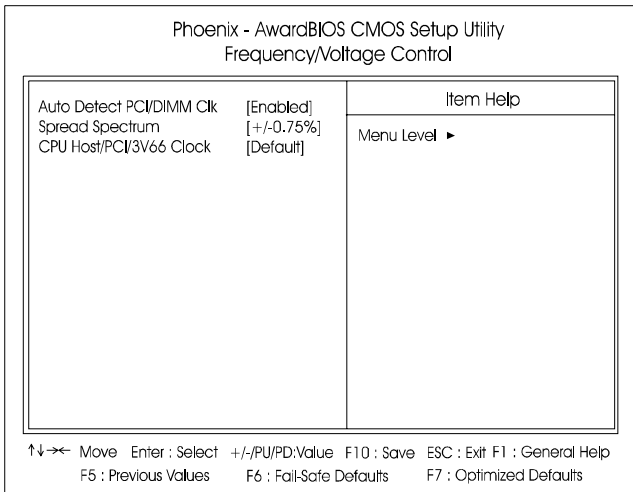 Phoenix - AwardBIOS CMOS Setup Utility
Frequency/Voltage Control
Auto Detect PCI/DIMM Clk [Enabled]
Spread Spectrum [+/-0.75%]
CPU Host/PCI/3V66 Clock [Default]
Item Help
Menu Level ►
↑↓→← Move Enter : Select +/-/PU/PD:Value F10 : Save ESC : Exit F1 : General Help
F5 : Previous Values F6 : Fail-Safe Defaults F7 : Optimized Defaults